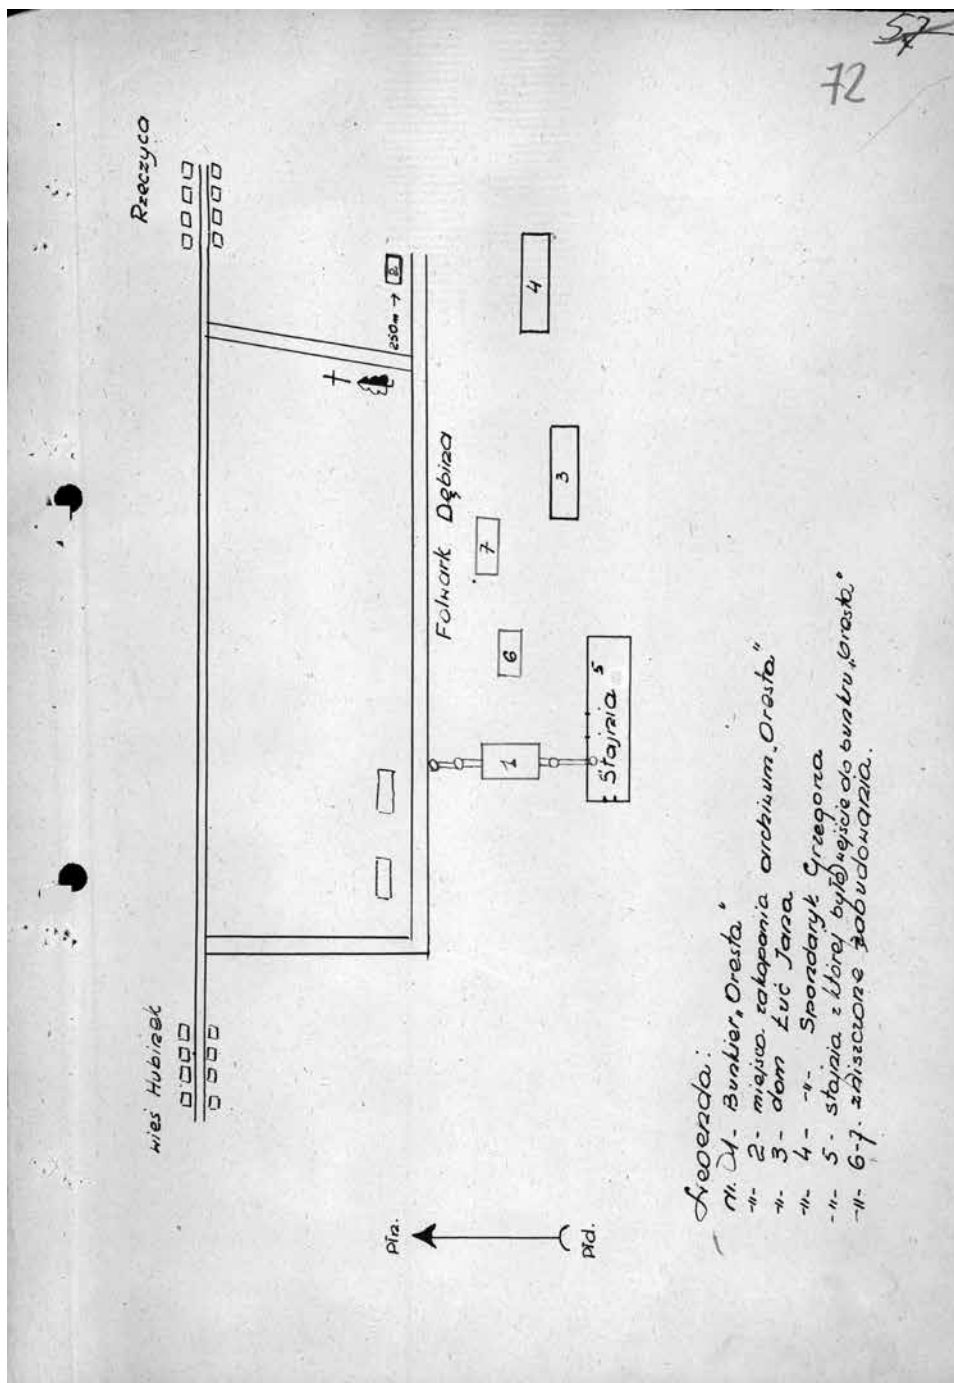 57
72
Rzeczyca
wieś Hubinek
250m → 2
Folwark Dębina
4
3
7
6
1
Stajnia 5
Płn.
Płd.
Legenda:
nr. 1 - Bunkier „Oresta"
-"- 2 - miejsce zakopania archiwum „Oresta"
-"- 3 - dom Łuć Jana
-"- 4 - -"- Spondaryk Grzegorza
-"- 5 - stajnia z której było wejście do bunkru „Oresta"
-"- 6-7. zniszczone zabudowania.